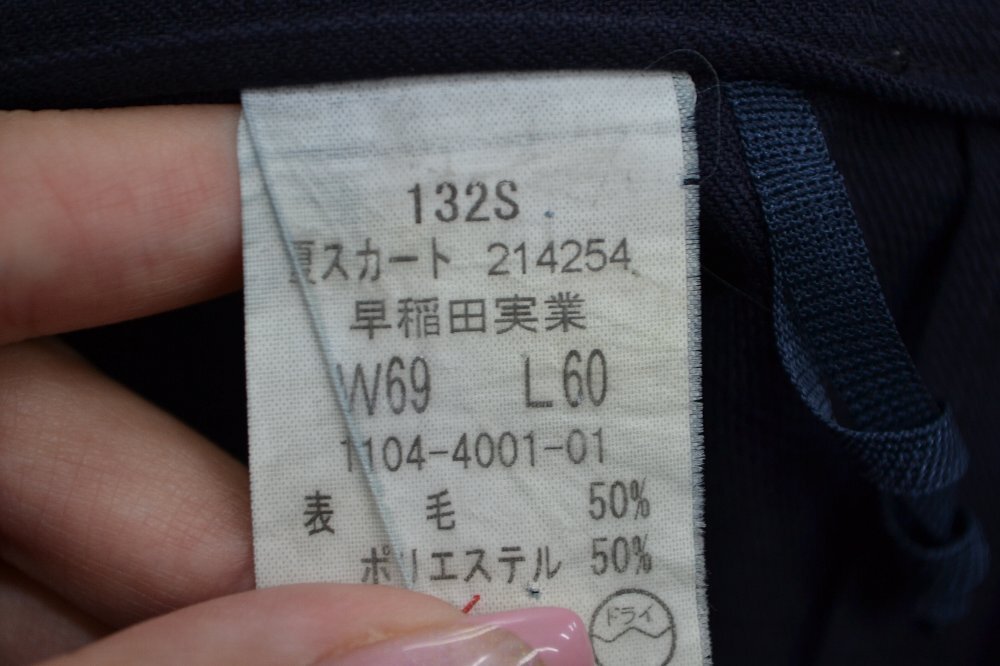 132S
夏スカート 214254
早稲田実業
W69 L60
1104-4001-01
表 毛 50%
ポリエステル 50%
ドライ